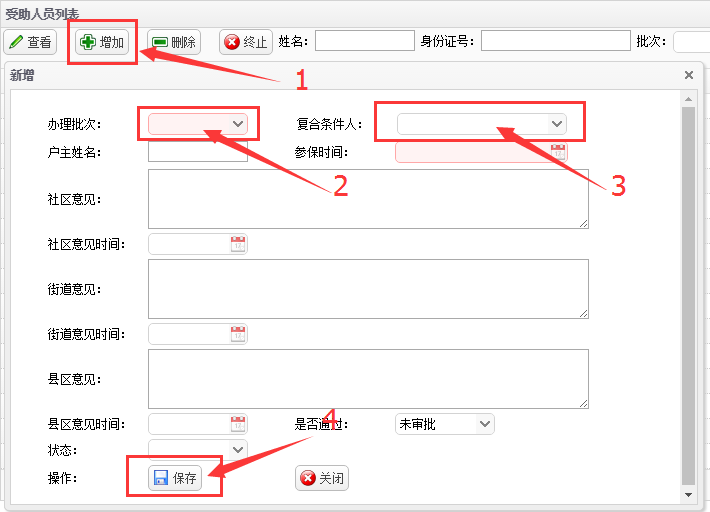 受助人员列表
查看 增加 删除 终止 姓名： 身份证号： 批次：
1
新增
办理批次： 复合条件人：
户主姓名： 参保时间：
2 3
社区意见：
社区意见时间：
街道意见：
街道意见时间：
县区意见：
4
县区意见时间： 是否通过： 未审批
状态：
操作： 保存 关闭